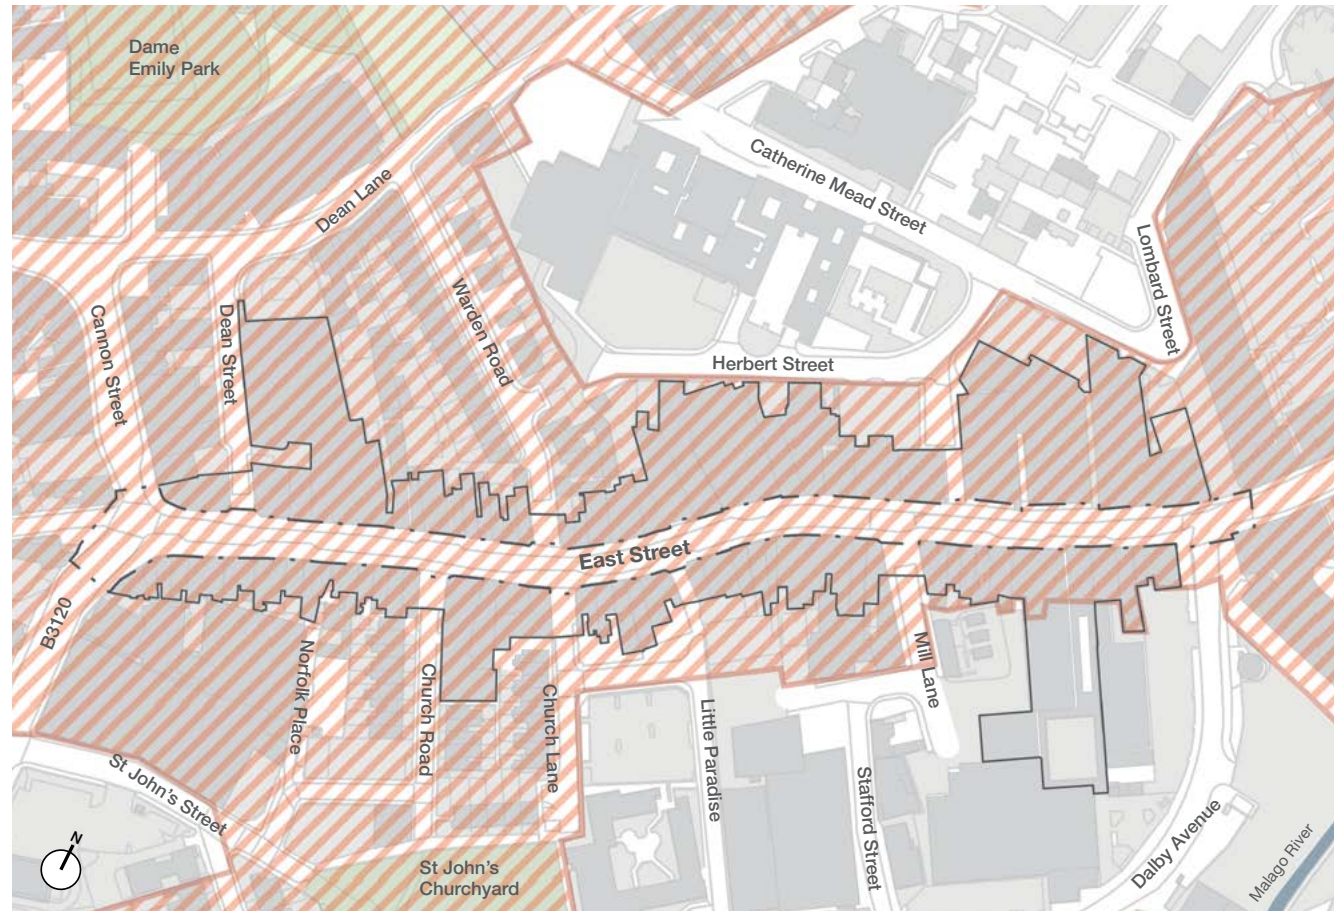 Dame
Emily Park
Catherine Mead Street
Dean Lane
Lombard Street
Warden Road
Cannon Street
Dean Street
Herbert Street
East Street
B3120
Norfolk Place
Church Road
Church Lane
Mill Lane
Little Paradise
Stafford Street
St John's Street
Dalby Avenue
Malago River
N
St John's
Churchyard